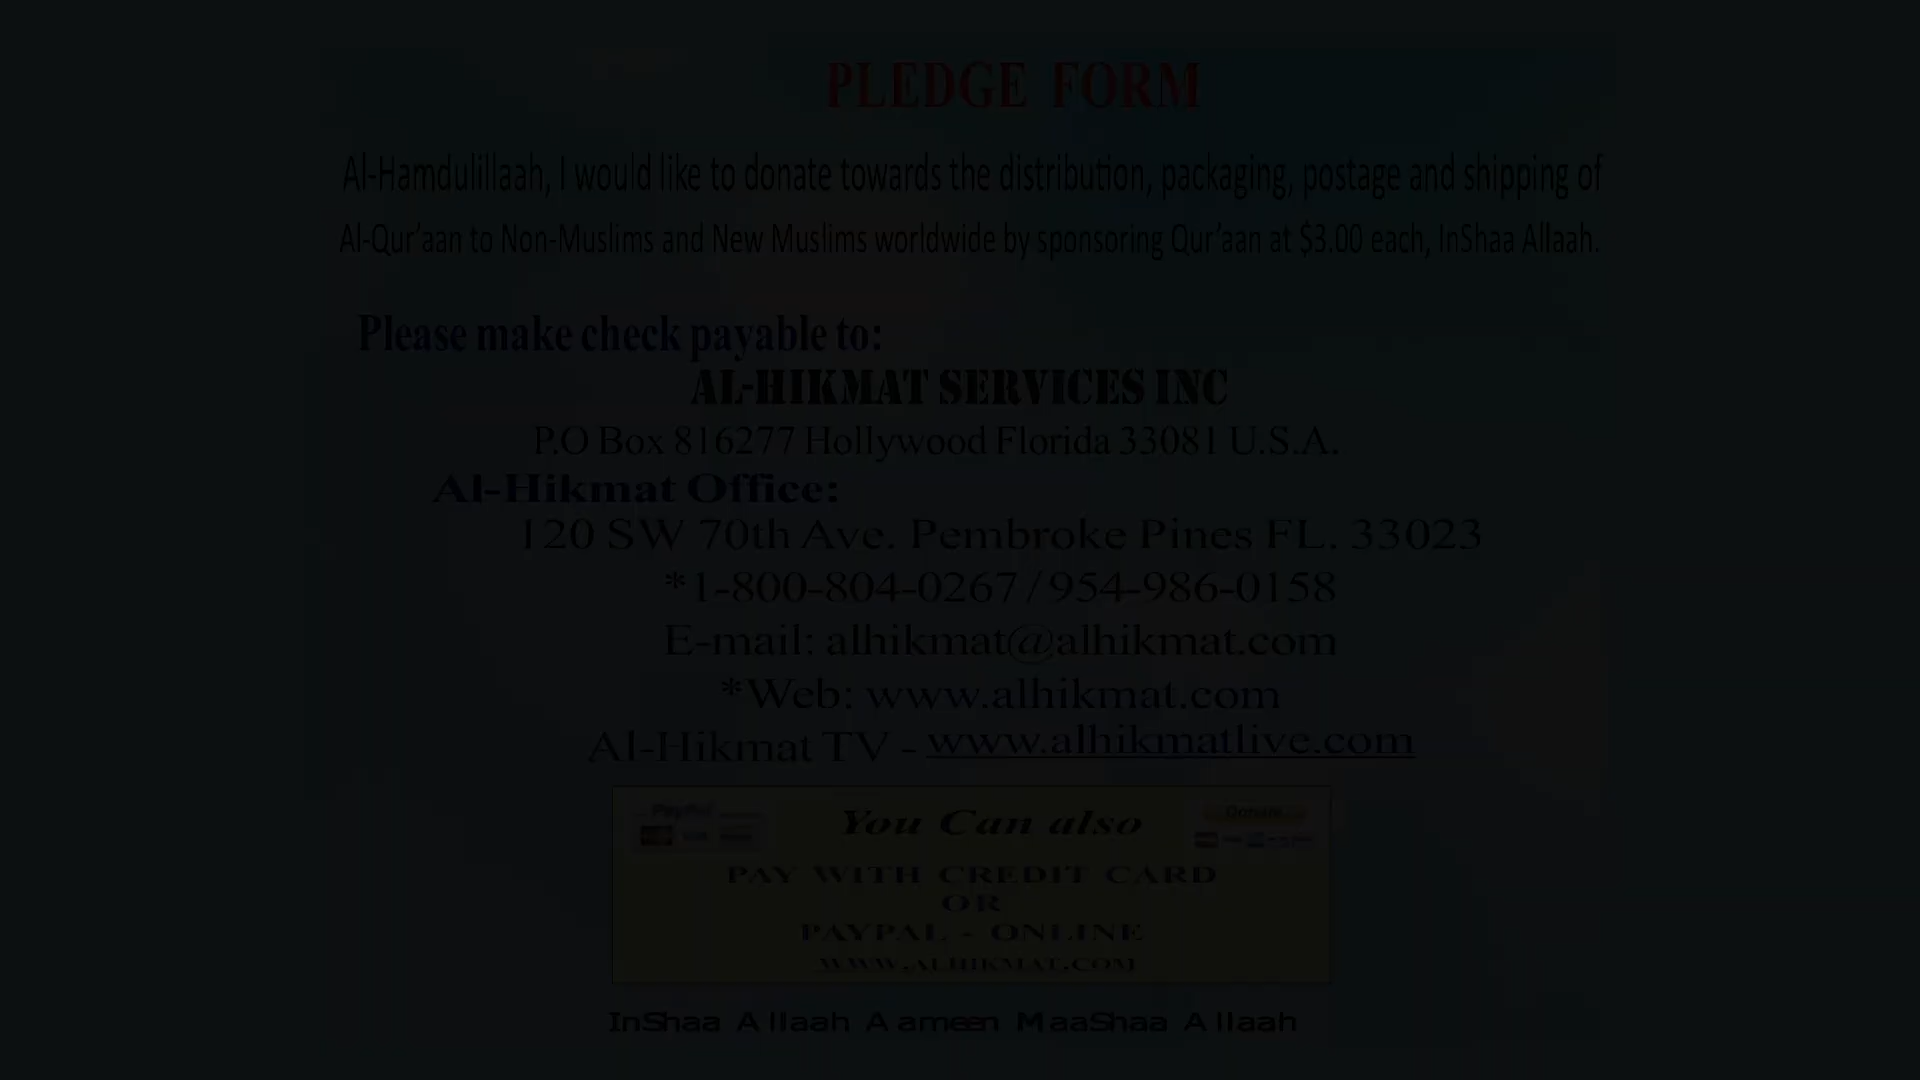 PLEDGE FORM
Al-Hamdulillaah, I would like to donate towards the distribution, packaging, postage and shipping of
Al-Qur’aan to Non-Muslims and New Muslims worldwide by sponsoring Qur’aan at $3.00 each, InShaa Allaah.
Please make check payable to:
AL-HIKMAT SERVICES INC
P.O Box 816277 Hollywood Florida 33081 U.S.A.
Al-Hikmat Office:
120 SW 70th Ave. Pembroke Pines FL. 33023
*1-800-804-0267 / 954-986-0158
E-mail: alhikmat@alhikmat.com
*Web: www.alhikmat.com
Al-Hikmat TV - www.alhikmatlive.com
PayPal
You Can also
Donate
PAY WITH CREDIT CARD
OR
PAYPAL - ONLINE
WWW.ALHIKMAT.COM
InShaa Allaah Aameen MaaShaa Allaah